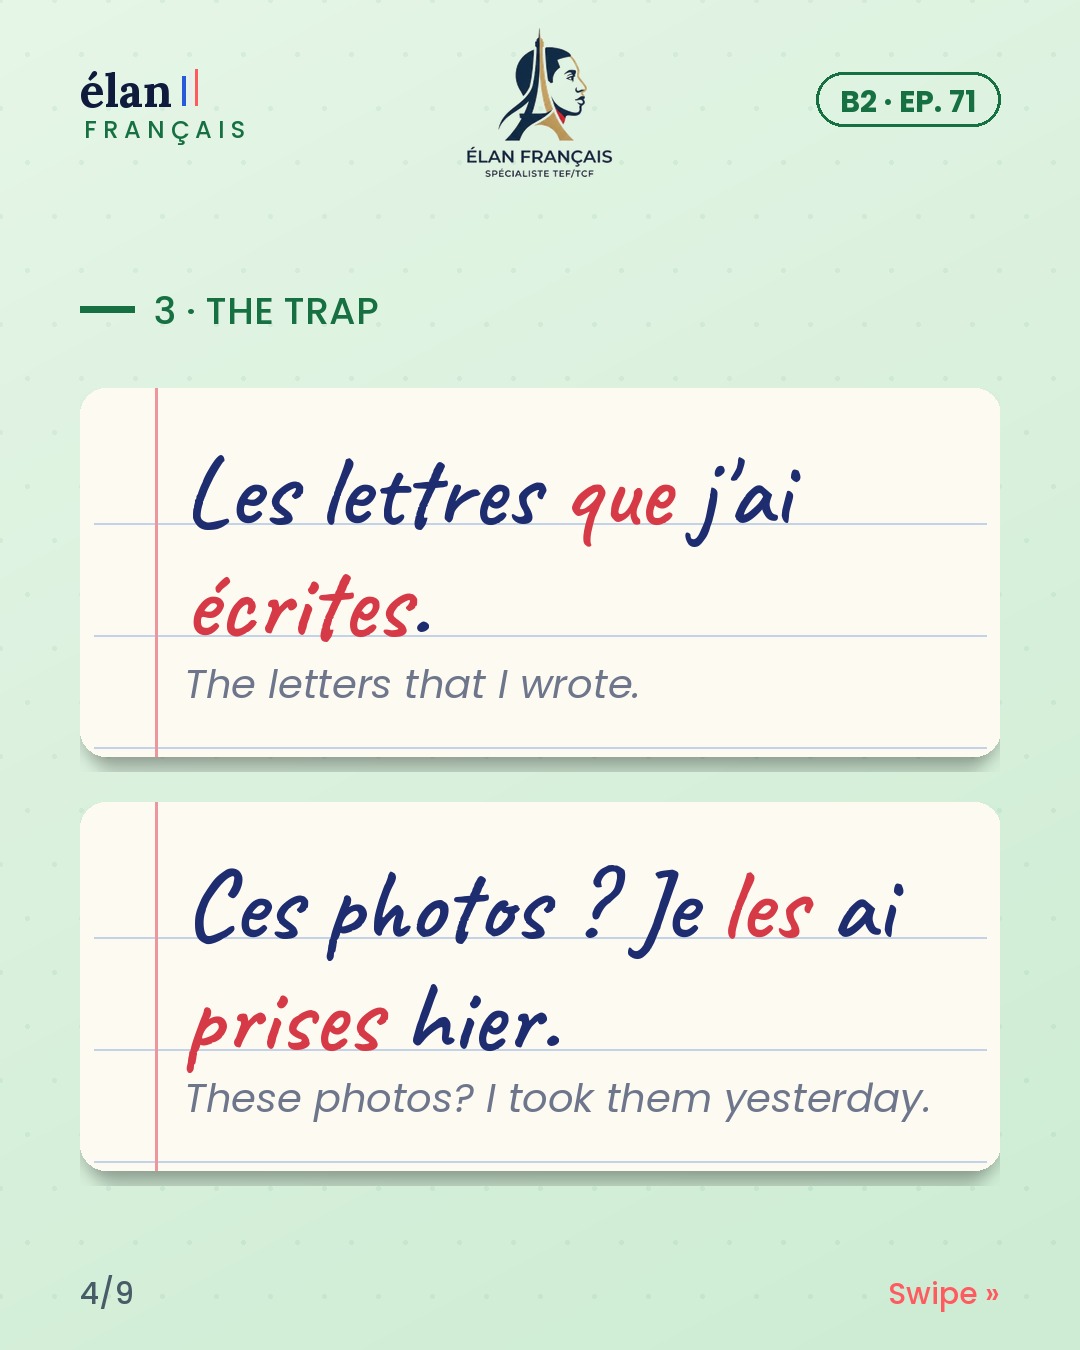 élan
FRANÇAIS
ÉLAN FRANÇAIS
SPÉCIALISTE TEF/TCF
B2 · EP. 71
3 · THE TRAP
Les lettres que j'ai
écrites.
The letters that I wrote.
Ces photos ? Je les ai
prises hier.
These photos? I took them yesterday.
4/9
Swipe »